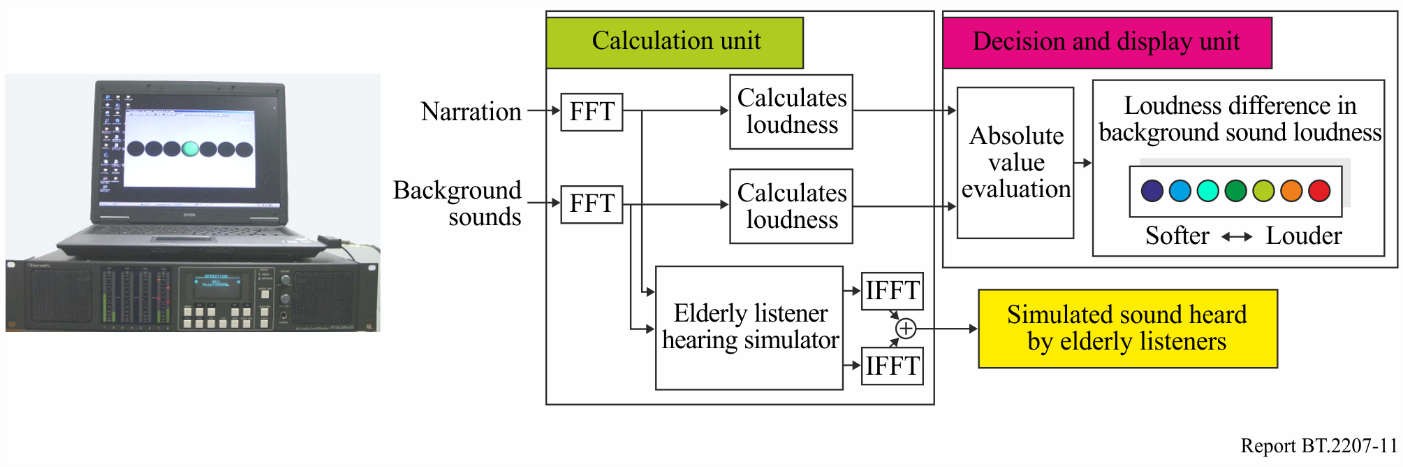 Calculation unit
Decision and display unit
Narration
FFT
Calculates
loudness
Background
sounds
FFT
Calculates
loudness
Absolute
value
evaluation
Loudness difference in
background sound loudness
Softer ↔ Louder
Elderly listener
hearing simulator
IFFT
+
IFFT
Simulated sound heard
by elderly listeners
Report BT.2207-11